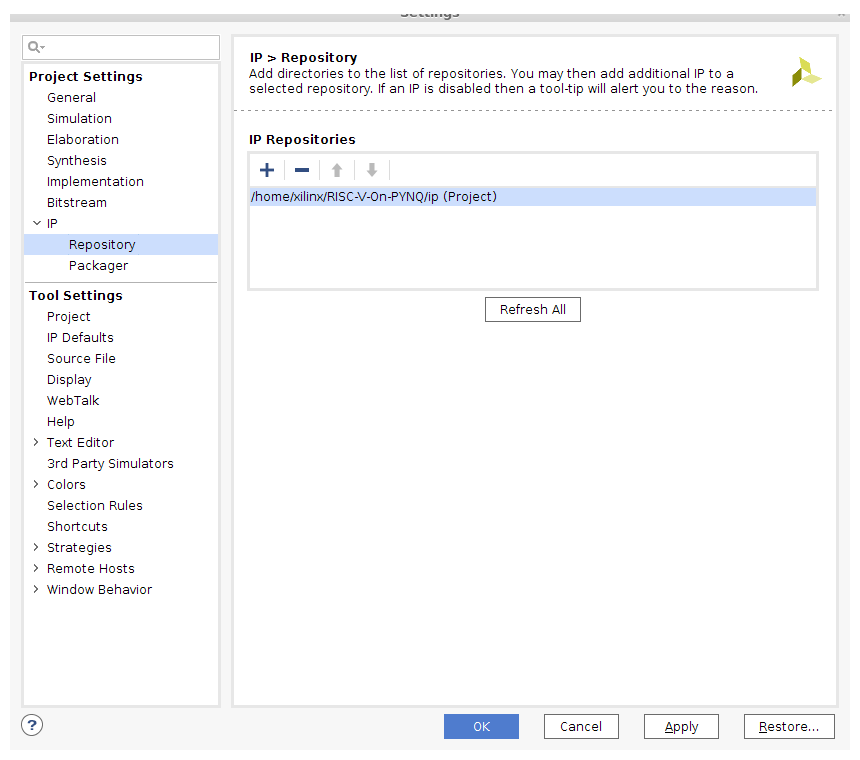 Settings
Project Settings
General
Simulation
Elaboration
Synthesis
Implementation
Bitstream
IP
Repository
Packager
Tool Settings
Project
IP Defaults
Source File
Display
WebTalk
Help
Text Editor
3rd Party Simulators
Colors
Selection Rules
Shortcuts
Strategies
Remote Hosts
Window Behavior
IP > Repository
Add directories to the list of repositories. You may then add additional IP to a
selected repository. If an IP is disabled then a tool-tip will alert you to the reason.
IP Repositories
/home/xilinx/RISC-V-On-PYNQ/ip (Project)
Refresh All
?
OK
Cancel
Apply
Restore...